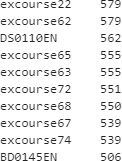 excourse22 579
excourse62 579
DS0110EN 562
excourse65 555
excourse63 555
excourse72 551
excourse68 550
excourse67 539
excourse74 539
BD0145EN 506